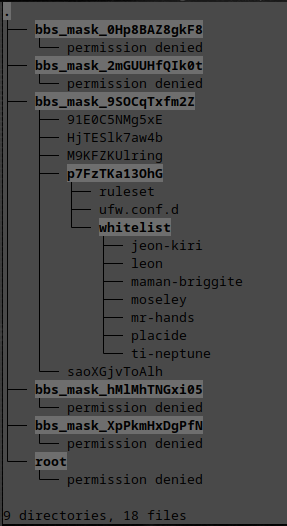 .
├── bbs_mask_0Hp8BAZ8gkF8
│   └── permission denied
├── bbs_mask_2mGUUHfQIk0t
│   └── permission denied
├── bbs_mask_9SOCqTxfm2Z
│   ├── 91E0C5NMg5xE
│   ├── HjTESlk7aw4b
│   ├── M9KFZKUlring
│   ├── p7FzTKa13OhG
│   │   ├── ruleset
│   │   ├── ufw.conf.d
│   │   └── whitelist
│   │       ├── jeon-kiri
│   │       ├── leon
│   │       ├── maman-briggite
│   │       ├── moseley
│   │       ├── mr-hands
│   │       ├── placide
│   │       └── ti-neptune
│   └── saoXGjvToAlh
├── bbs_mask_hMlMhTNGxi05
│   └── permission denied
├── bbs_mask_XpPkmHxDgPfN
│   └── permission denied
└── root
    └── permission denied
9 directories, 18 files